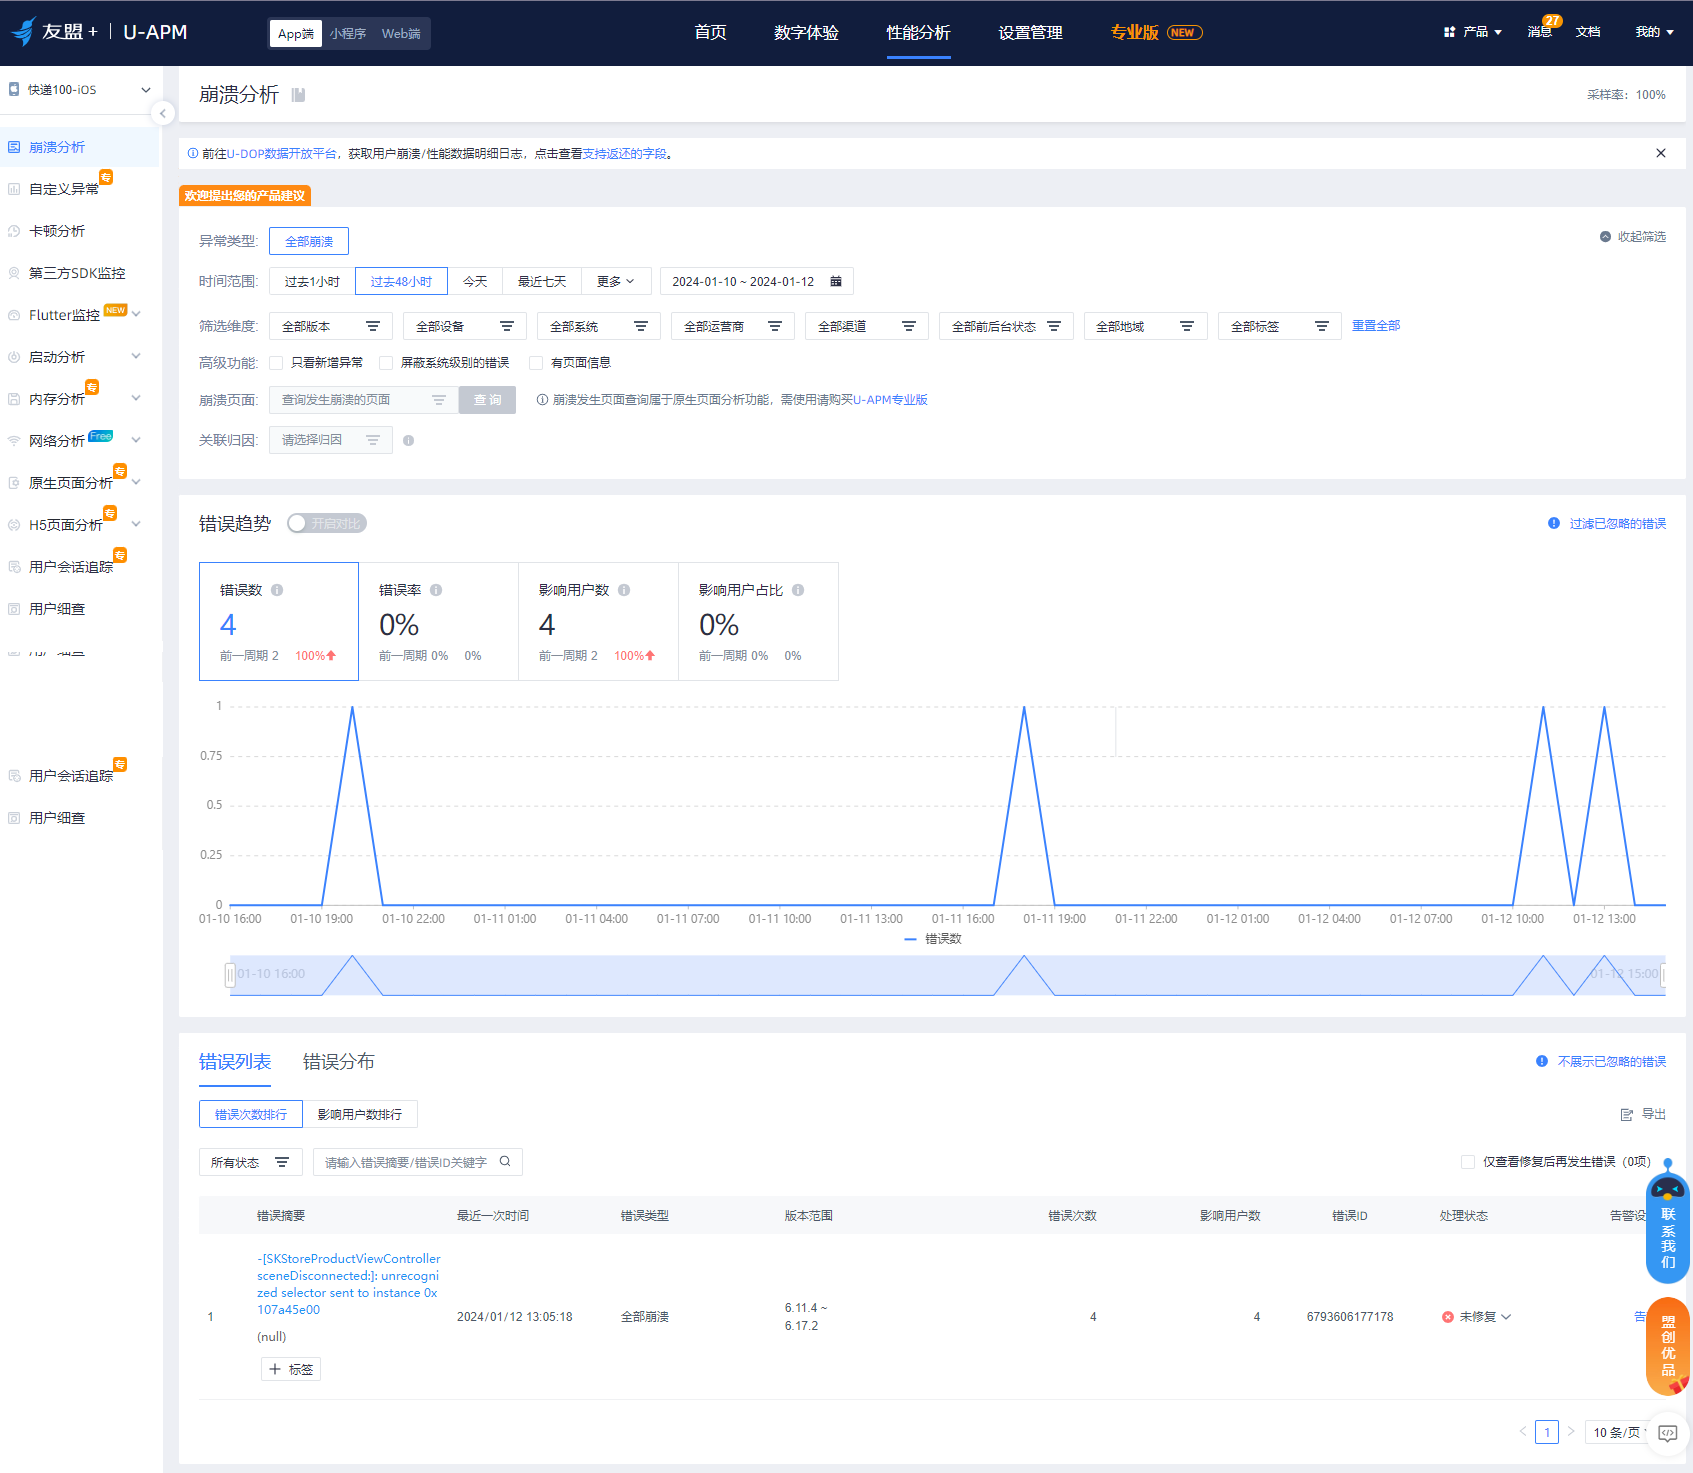 友盟+ | U-APM
App端 小程序 Web端
首页 数字体验 性能分析 设置管理 专业版 NEW
产品 消息 27 文档 我的
快递100-iOS
崩溃分析
自定义异常 专
卡顿分析
第三方SDK监控
Flutter监控 NEW
启动分析
内存分析 专
网络分析 Free
原生页面分析 专
H5页面分析 专
用户会话追踪 专
用户细查
用户细查
用户会话追踪 专
用户细查
崩溃分析
采样率：100%
前往U-DOP数据开放平台，获取用户崩溃/性能数据明细日志，点击查看支持返还的字段。
欢迎提出您的产品建议
异常类型: 全部崩溃
收起筛选
时间范围: 过去1小时 过去48小时 今天 最近七天 更多 2024-01-10 ~ 2024-01-12
筛选维度: 全部版本 全部设备 全部系统 全部运营商 全部渠道 全部前后台状态 全部地域 全部标签 重置全部
高级功能: 只看新增异常 屏蔽系统级别的错误 有页面信息
崩溃页面: 查询发生崩溃的页面 查 询 崩溃发生页面查询属于原生页面分析功能，需使用请购买U-APM专业版
关联归因: 请选择归因
错误趋势 开启对比
过滤已忽略的错误
错误数 错误率 影响用户数 影响用户占比
4 0% 4 0%
前一周期 2 100% 前一周期 0% 0% 前一周期 2 100% 前一周期 0% 0%
1
0.75
0.5
0.25
0
01-10 16:00 01-10 19:00 01-10 22:00 01-11 01:00 01-11 04:00 01-11 07:00 01-11 10:00 01-11 13:00 01-11 16:00 01-11 19:00 01-11 22:00 01-12 01:00 01-12 04:00 01-12 07:00 01-12 10:00 01-12 13:00
错误数
01-10 16:00 01-12 15:00
错误列表 错误分布
不展示已忽略的错误
错误次数排行 影响用户数排行
导出
所有状态 请输入错误摘要/错误ID关键字
仅查看修复后再发生错误（0项）
错误摘要 最近一次时间 错误类型 版本范围 错误次数 影响用户数 错误ID 处理状态 告警设
-[SKStoreProductViewController
sceneDisconnected:]: unrecogni
zed selector sent to instance 0x
107a45e00
(null)
1 2024/01/12 13:05:18 全部崩溃 6.11.4 ~
6.17.2
4 4 6793606177178 未修复 告
+ 标签
1 10 条/页
联系我们
盟创优品